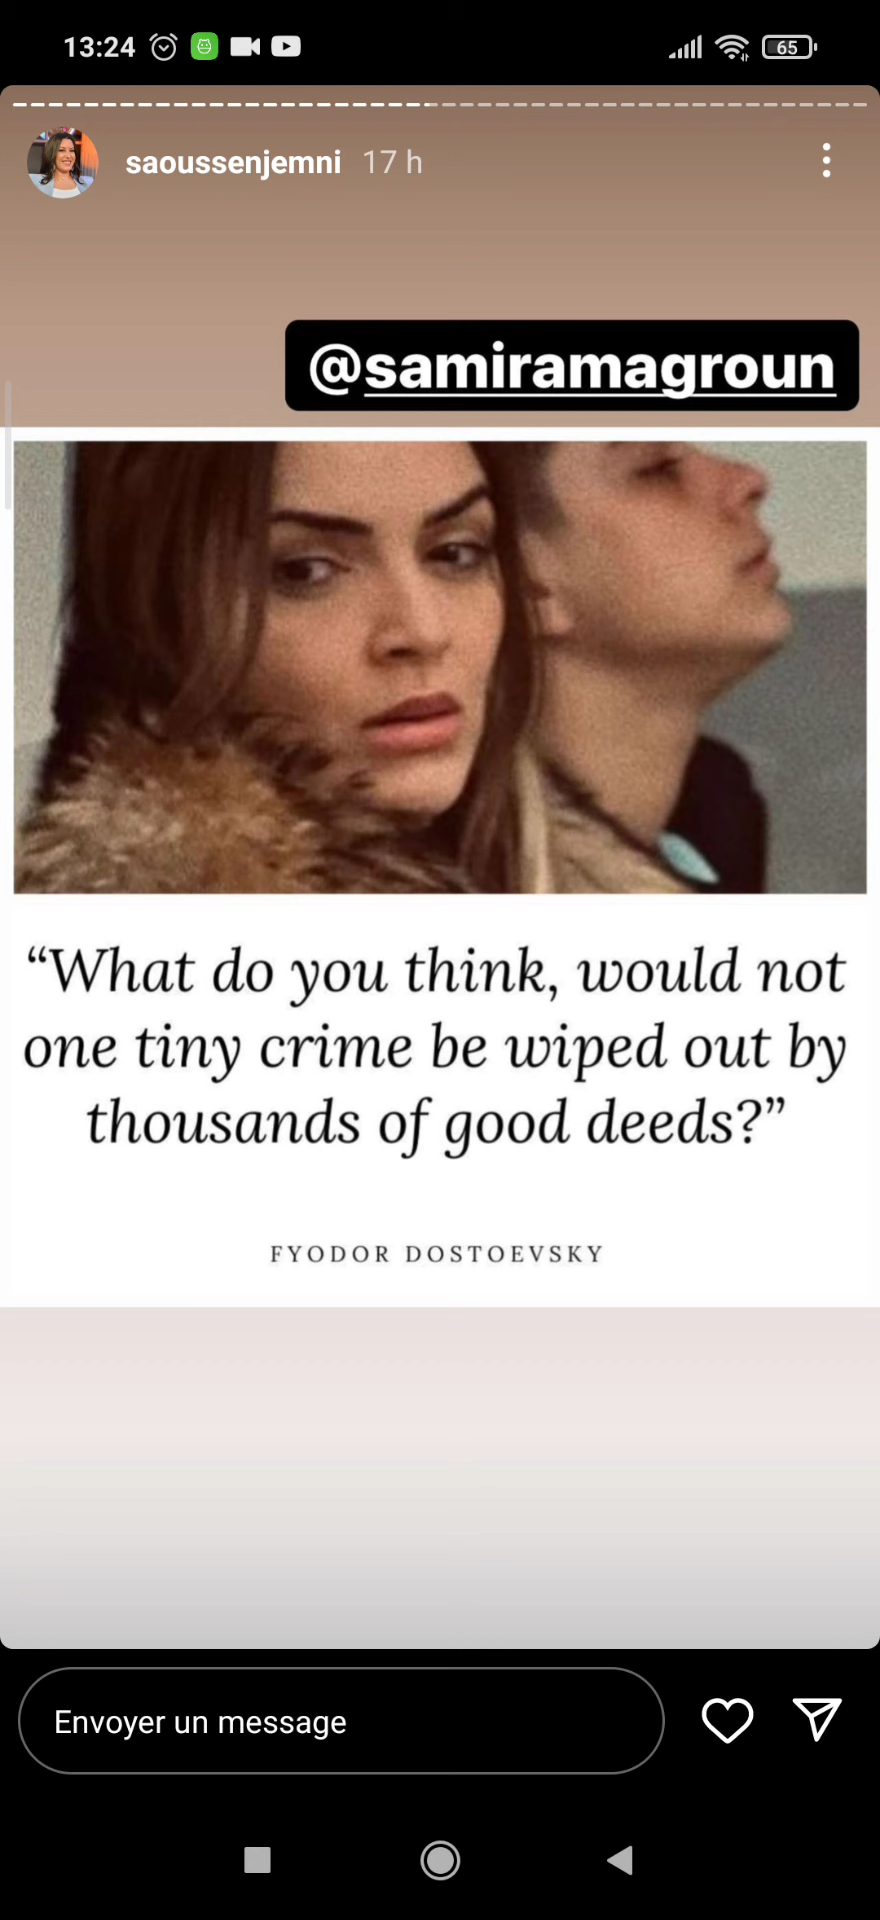 13:24 65
saoussenjemni 17 h
@samiramagroun
“What do you think, would not
one tiny crime be wiped out by
thousands of good deeds?”
FYODOR DOSTOEVSKY
Envoyer un message